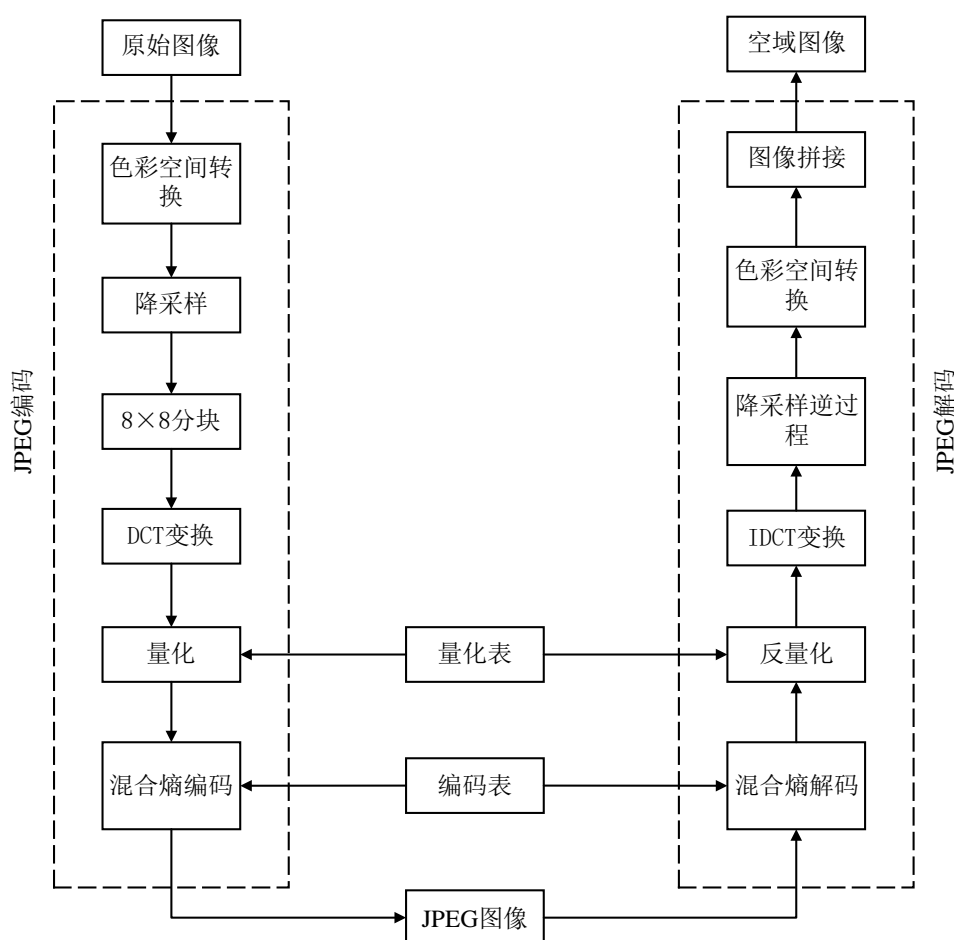 原始图像
色彩空间转
换
降采样
8×8分块
DCT变换
量化
混合熵编码
JPEG编码
量化表
编码表
JPEG图像
空域图像
图像拼接
色彩空间转
换
降采样逆过
程
IDCT变换
反量化
混合熵解码
JPEG解码